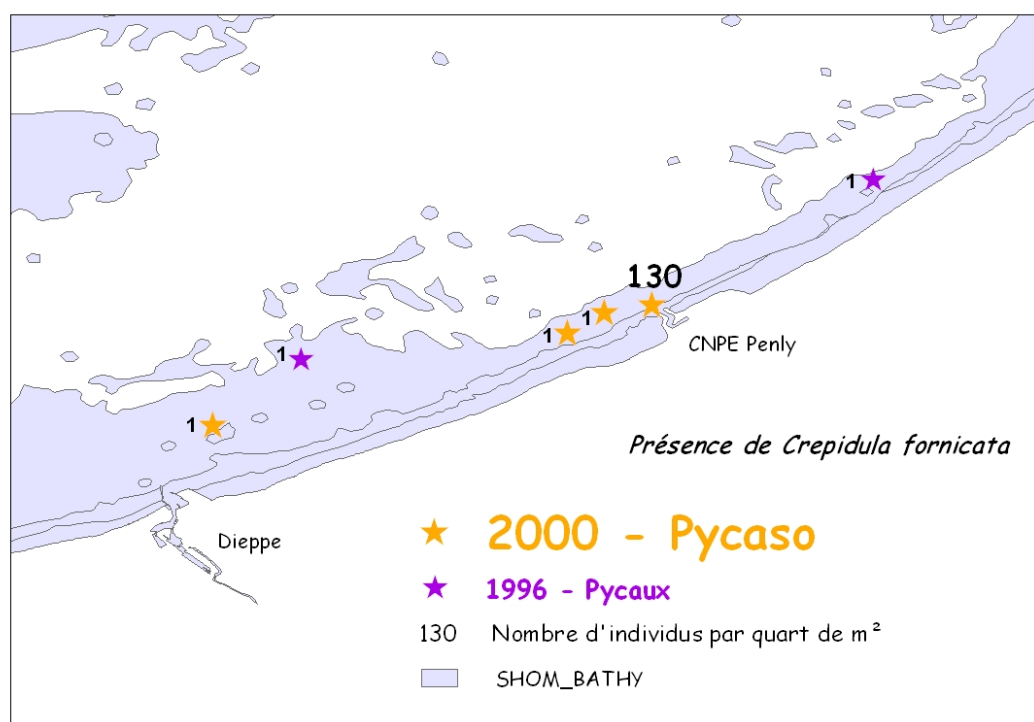 1
130
1
1
CNPE Penly
1
1
Présence de Crepidula fornicata
2000 - Pycaso
Dieppe
1996 - Pycaux
130 Nombre d'individus par quart de m²
SHOM_BATHY